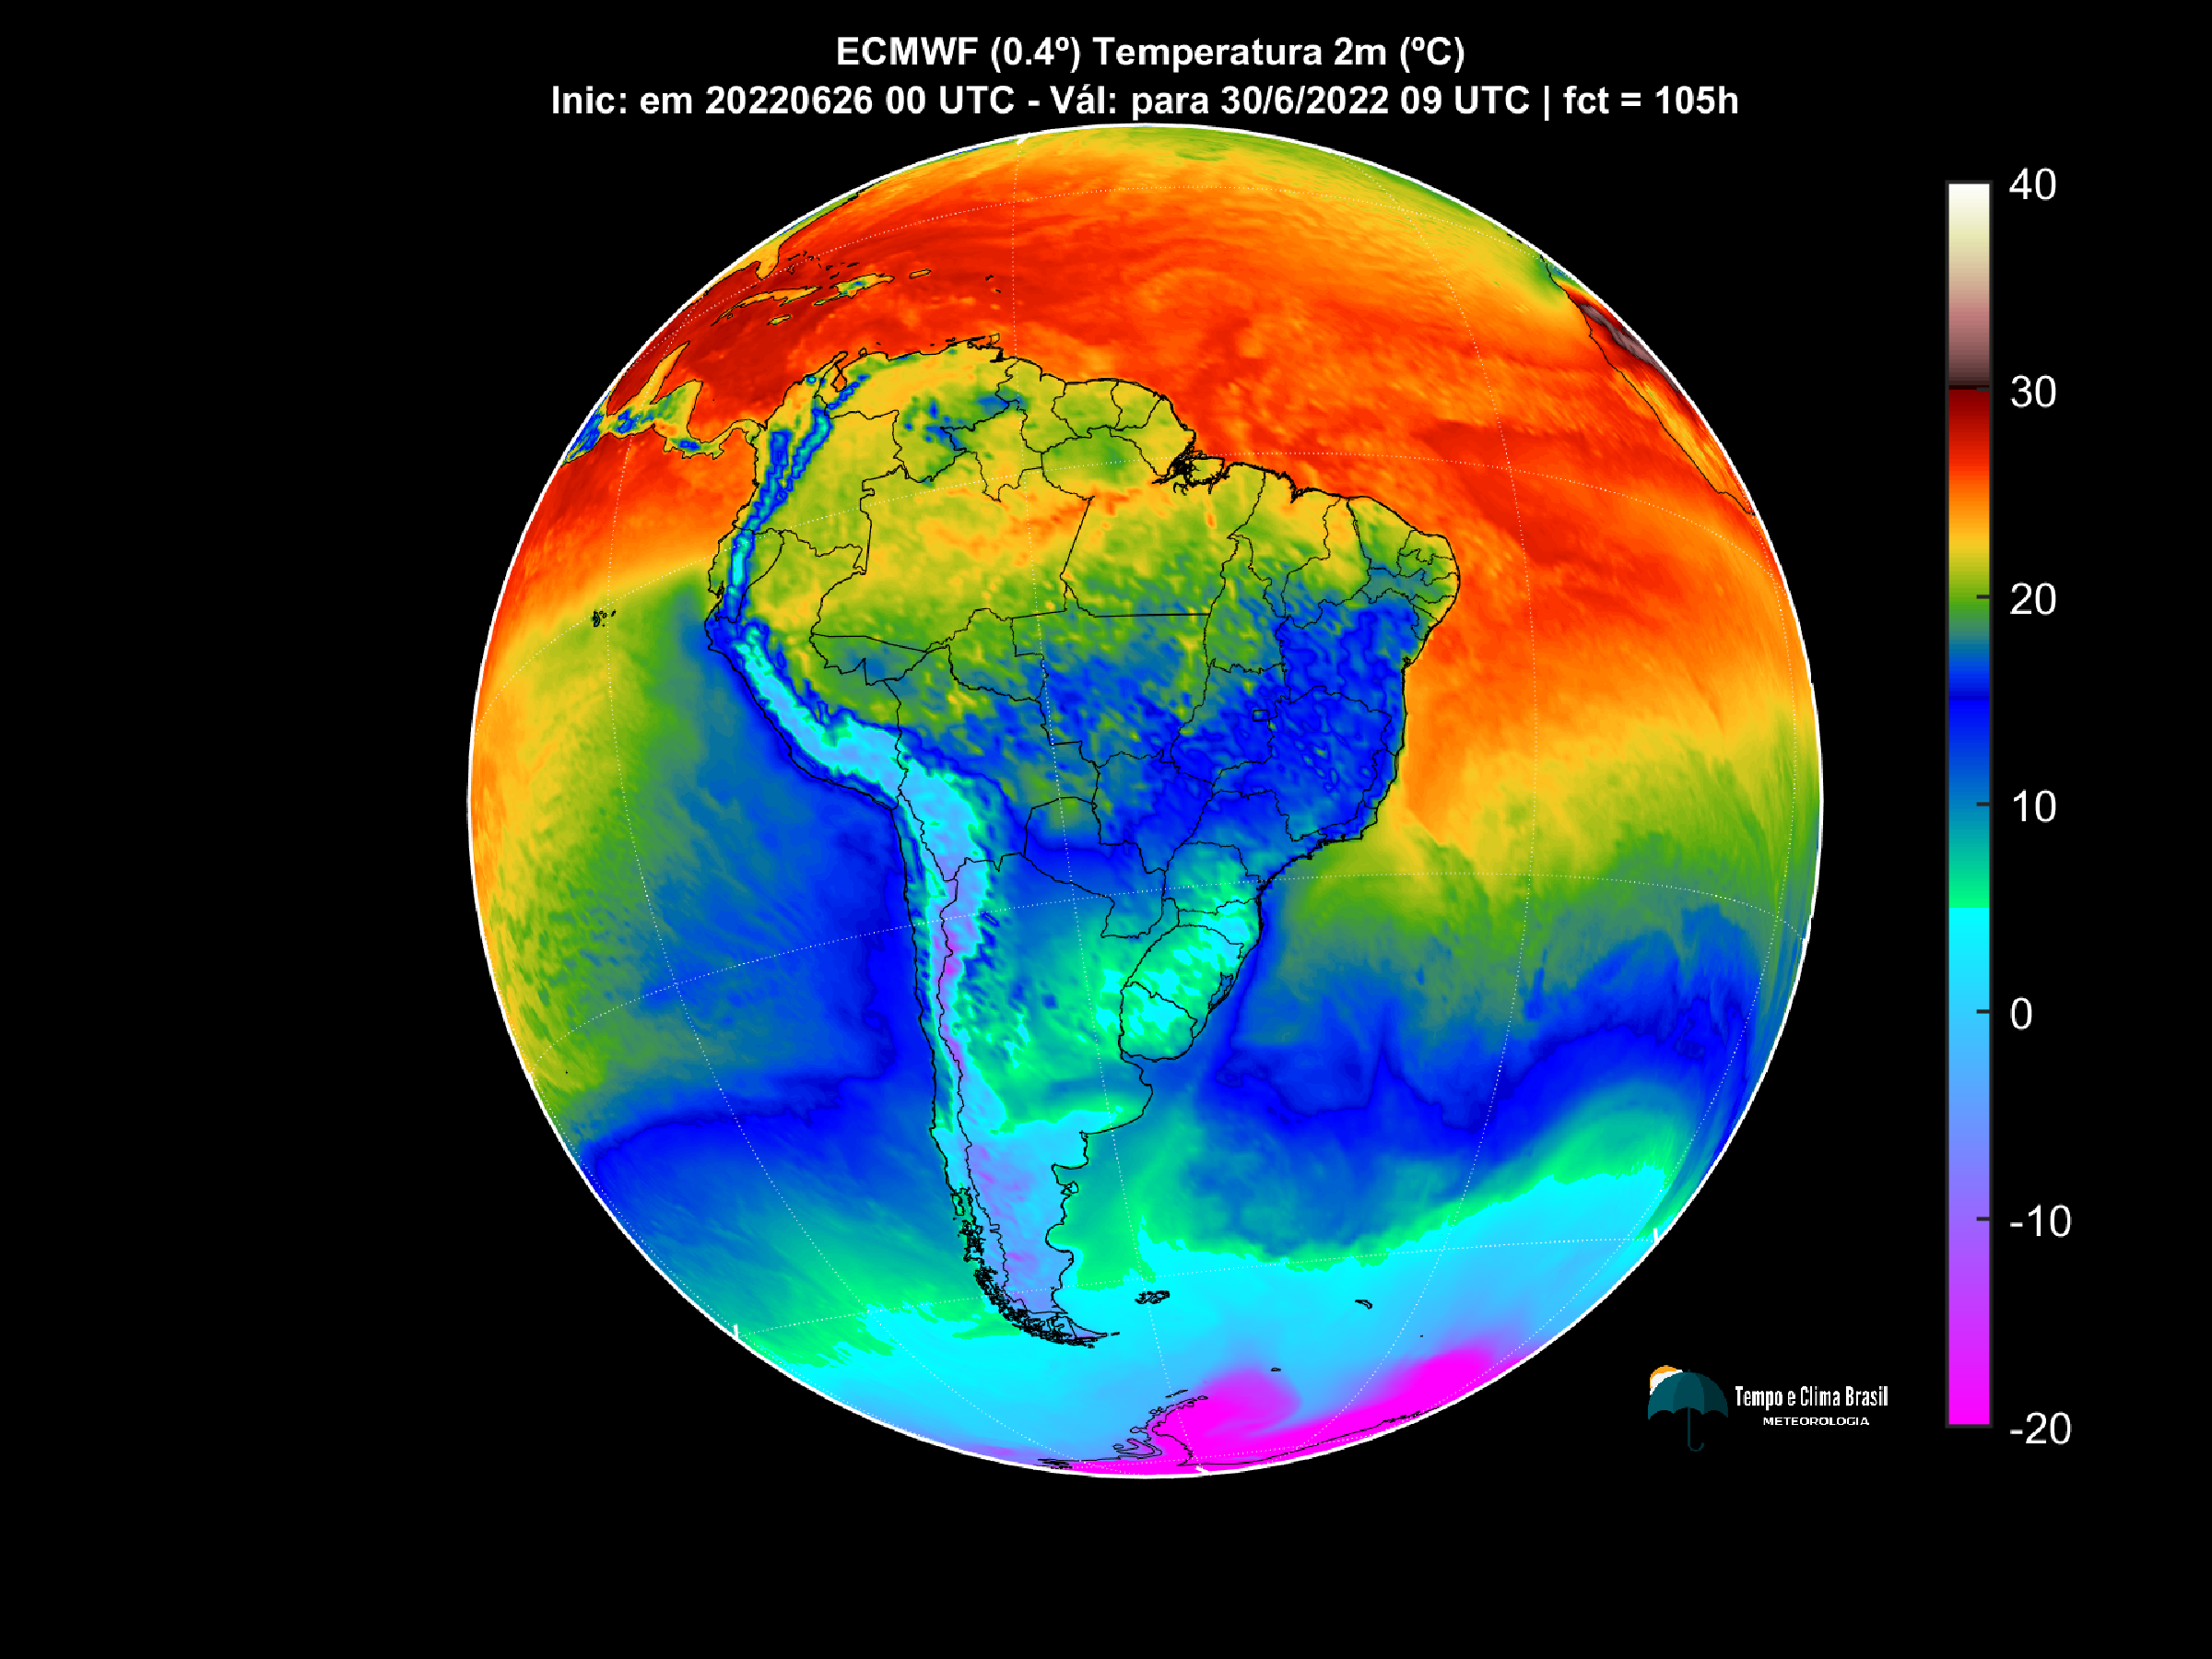 ECMWF (0.4º) Temperatura 2m (ºC)
Inic: em 20220626 00 UTC - Vál: para 30/6/2022 09 UTC | fct = 105h
40
30
20
10
0
-10
-20
Tempo e Clima Brasil
METEOROLOGIA